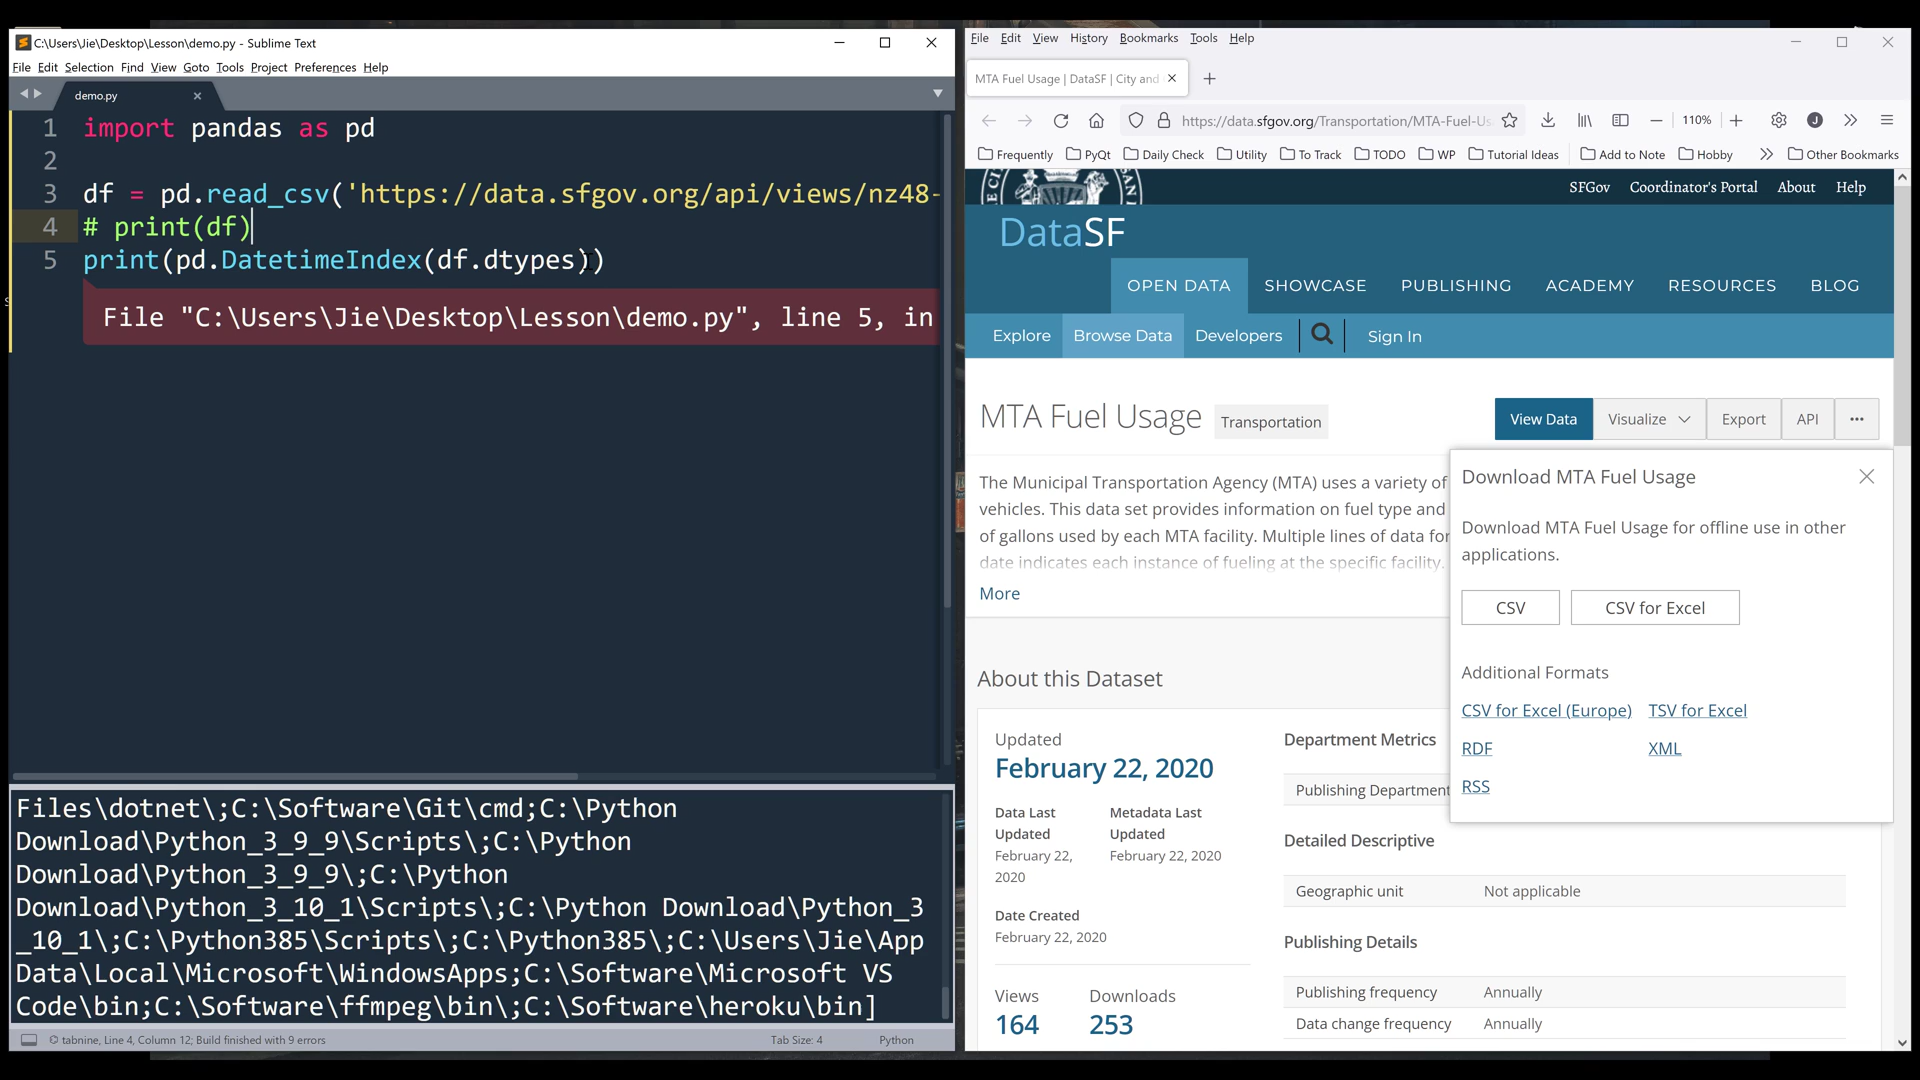 C:\Users\Jie\Desktop\Lesson\demo.py - Sublime Text
File Edit Selection Find View Goto Tools Project Preferences Help
demo.py
1 import pandas as pd
2
3 df = pd.read_csv('https://data.sfgov.org/api/views/nz48-
4 # print(df)
5 print(pd.DatetimeIndex(df.dtypes))
File "C:\Users\Jie\Desktop\Lesson\demo.py", line 5, in
Files\dotnet\;C:\Software\Git\cmd;C:\Python
Download\Python_3_9_9\Scripts\;C:\Python
Download\Python_3_9_9\;C:\Python
Download\Python_3_10_1\Scripts\;C:\Python Download\Python_3
_10_1\;C:\Python385\Scripts\;C:\Python385\;C:\Users\Jie\App
Data\Local\Microsoft\WindowsApps;C:\Software\Microsoft VS
Code\bin;C:\Software\ffmpeg\bin\;C:\Software\heroku\bin]
tabnine, Line 4, Column 12; Build finished with 9 errors
Tab Size: 4
Python
File Edit View History Bookmarks Tools Help
MTA Fuel Usage | DataSF | City and
https://data.sfgov.org/Transportation/MTA-Fuel-Us
110%
J
Frequently PyQt Daily Check Utility To Track TODO WP Tutorial Ideas Add to Note Hobby Other Bookmarks
SFGov Coordinator's Portal About Help
DataSF
OPEN DATA SHOWCASE PUBLISHING ACADEMY RESOURCES BLOG
Explore Browse Data Developers Sign In
MTA Fuel Usage Transportation
View Data Visualize Export API
The Municipal Transportation Agency (MTA) uses a variety of
vehicles. This data set provides information on fuel type and
of gallons used by each MTA facility. Multiple lines of data for
date indicates each instance of fueling at the specific facility.
More
Download MTA Fuel Usage
Download MTA Fuel Usage for offline use in other
applications.
CSV CSV for Excel
Additional Formats
CSV for Excel (Europe) TSV for Excel
RDF XML
RSS
About this Dataset
Updated
February 22, 2020
Data Last
Updated
February 22,
2020
Metadata Last
Updated
February 22, 2020
Date Created
February 22, 2020
Views
164
Downloads
253
Department Metrics
Publishing Department
Detailed Descriptive
Geographic unit Not applicable
Publishing Details
Publishing frequency Annually
Data change frequency Annually